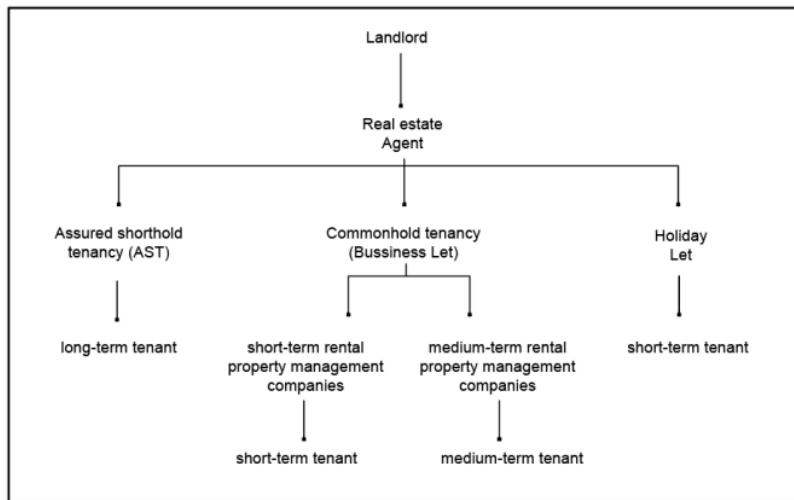 Landlord
Real estate
Agent
Assured shorthold
tenancy (AST)
Commonhold tenancy
(Bussiness Let)
Holiday
Let
long-term tenant
short-term rental
property management
companies
medium-term rental
property management
companies
short-term tenant
short-term tenant
medium-term tenant